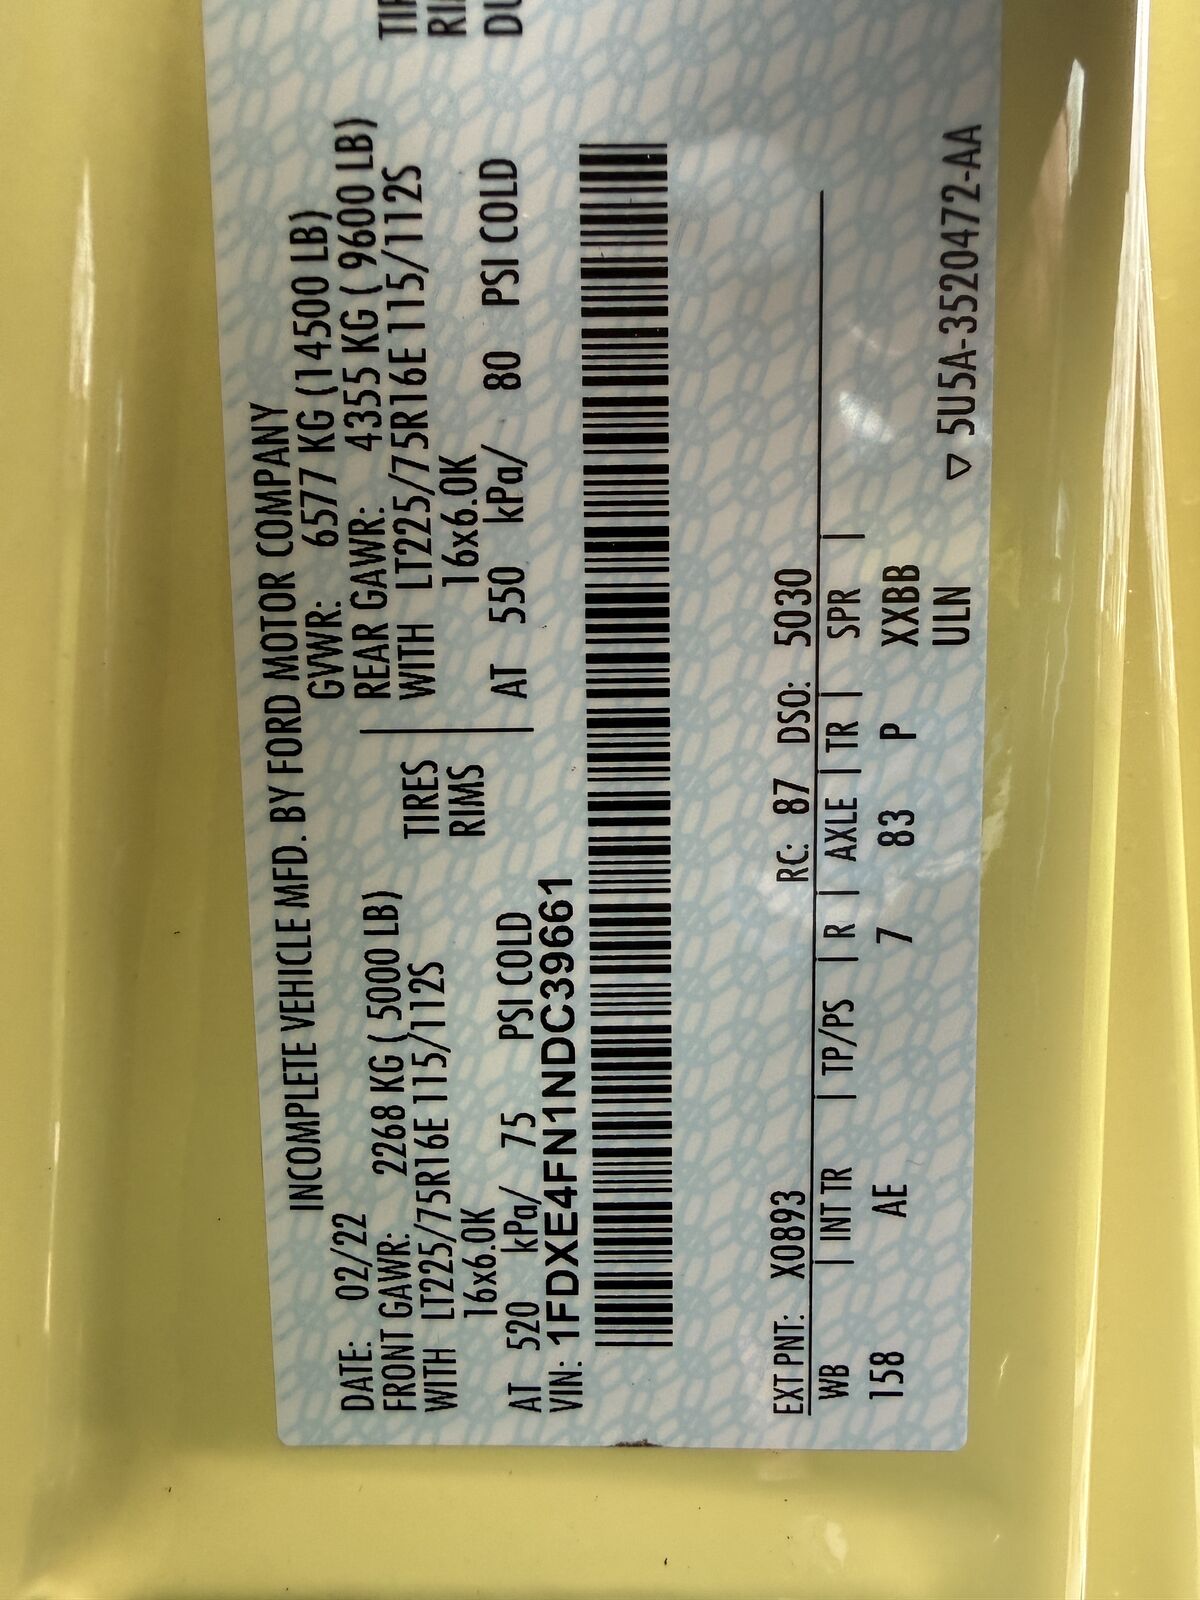 INCOMPLETE VEHICLE MFD. BY FORD MOTOR COMPANY
DATE: 02/22 GVWR: 6577 KG (14500 LB)
FRONT GAWR: 2268 KG ( 5000 LB) REAR GAWR: 4355 KG ( 9600 LB)
WITH LT225/75R16E 115/112S TIRES WITH LT225/75R16E 115/112S
16x6.0K RIMS 16x6.0K
AT 520 kPa/ 75 PSI COLD AT 550 kPa/ 80 PSI COLD
VIN: 1FDXE4FN1NDC39661
EXT PNT: X0893 RC: 87 DSO: 5030
WB | INT TR | TP/PS | R | AXLE | TR | SPR |
158 AE 7 83 P XXBB
ULN
▽ 5U5A-3520472-AA